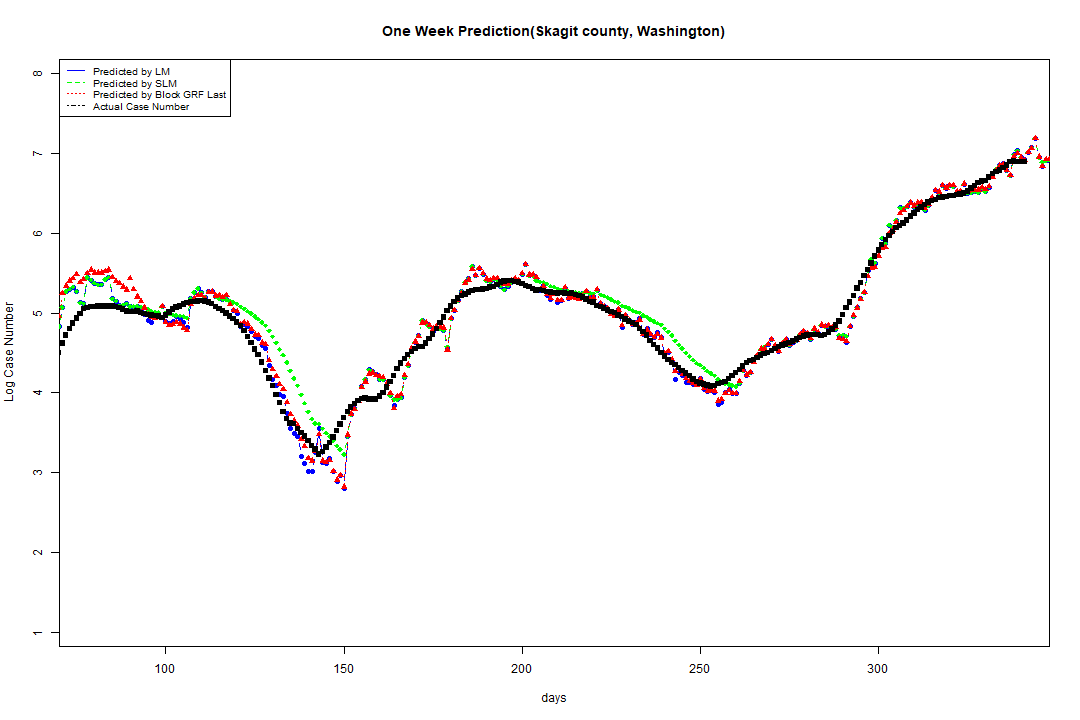 One Week Prediction(Skagit county, Washington)
Predicted by LM
Predicted by SLM
Predicted by Block GRF Last
Actual Case Number
8
7
6
5
4
3
2
1
Log Case Number
100 150 200 250 300
days